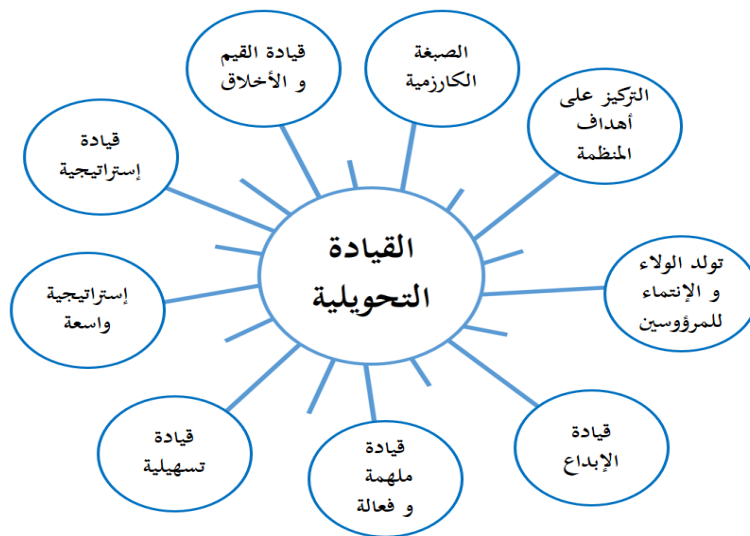 القيادة
التحويلية
الصبغة
الكارزمية
التركيز على
أهداف
المنظمة
تولد الولاء
و الإنتماء
للمرؤوسين
قيادة
الإبداع
قيادة
ملهمة
و فعالة
قيادة
تسهيلية
إستراتيجية
واسعة
قيادة
إستراتيجية
قيادة القيم
و الأخلاق